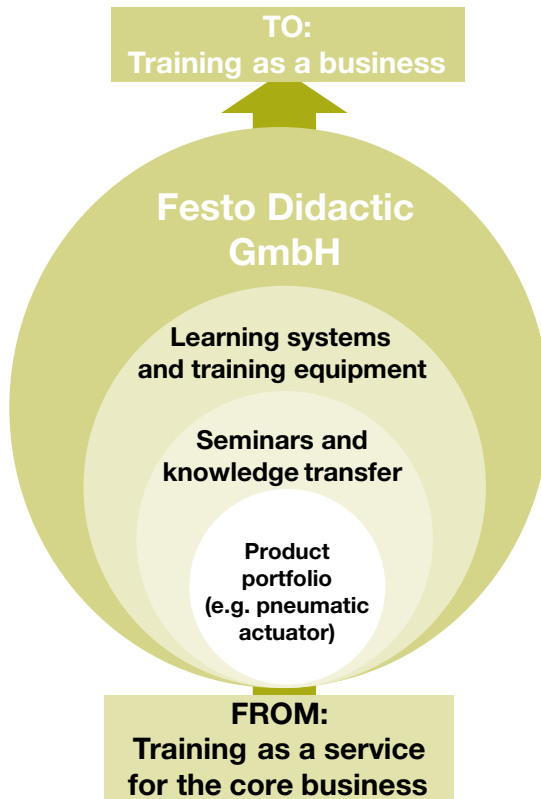 TO:
Training as a business
Festo Didactic
GmbH
Learning systems
and training equipment
Seminars and
knowledge transfer
Product
portfolio
(e.g. pneumatic
actuator)
FROM:
Training as a service
for the core business